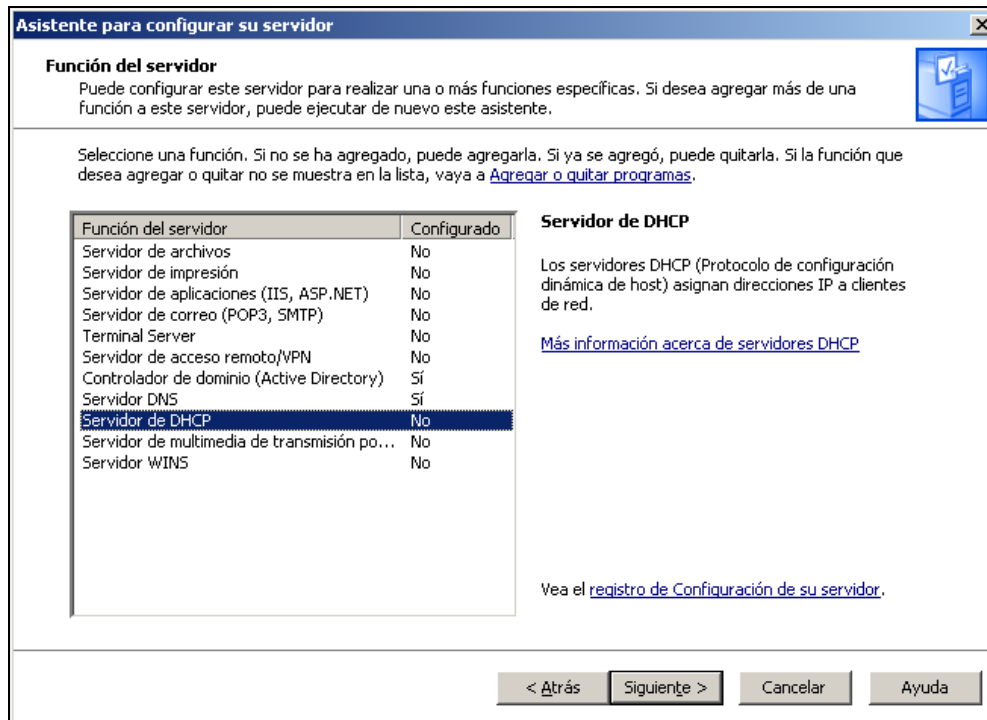 Asistente para configurar su servidor
Función del servidor
Puede configurar este servidor para realizar una o más funciones específicas. Si desea agregar más de una
función a este servidor, puede ejecutar de nuevo este asistente.
Seleccione una función. Si no se ha agregado, puede agregarla. Si ya se agregó, puede quitarla. Si la función que
desea agregar o quitar no se muestra en la lista, vaya a Agregar o quitar programas.
Función del servidor Configurado
Servidor de archivos No
Servidor de impresión No
Servidor de aplicaciones (IIS, ASP.NET) No
Servidor de correo (POP3, SMTP) No
Terminal Server No
Servidor de acceso remoto/VPN No
Controlador de dominio (Active Directory) Sí
Servidor DNS Sí
Servidor de DHCP No
Servidor de multimedia de transmisión po... No
Servidor WINS No
Servidor de DHCP
Los servidores DHCP (Protocolo de configuración
dinámica de host) asignan direcciones IP a clientes
de red.
Más información acerca de servidores DHCP
Vea el registro de Configuración de su servidor.
< Atrás Siguiente > Cancelar Ayuda